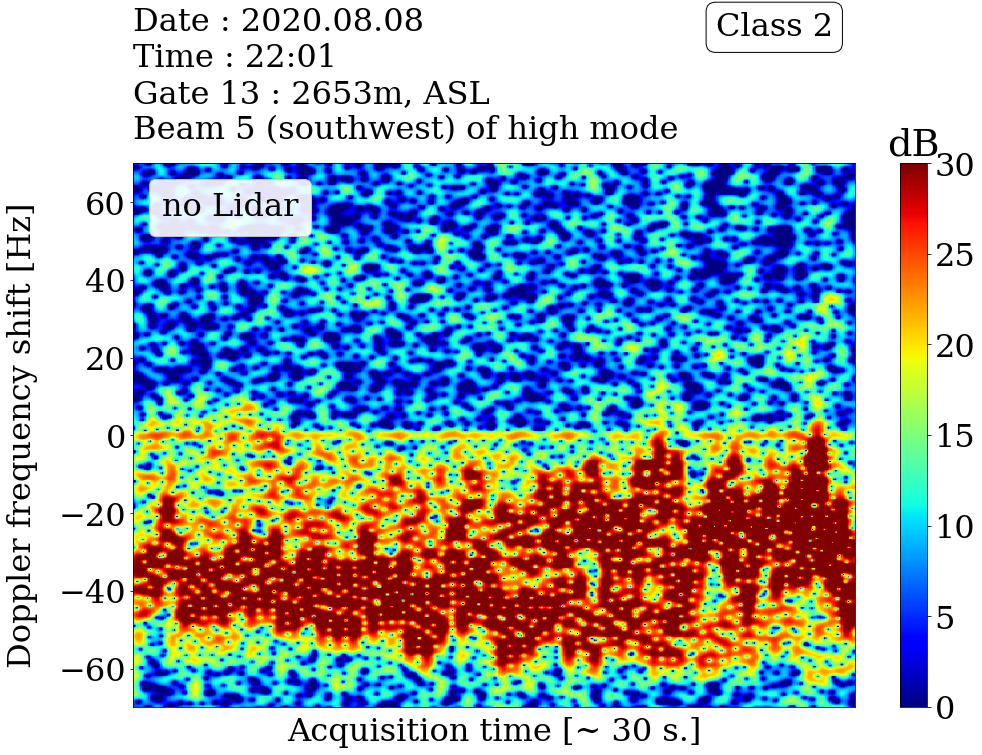 Date : 2020.08.08
Time : 22:01
Gate 13 : 2653m, ASL
Beam 5 (southwest) of high mode
Class 2
dB
no Lidar
Doppler frequency shift [Hz]
60
40
20
0
−20
−40
−60
30
25
20
15
10
5
0
Acquisition time [~ 30 s.]